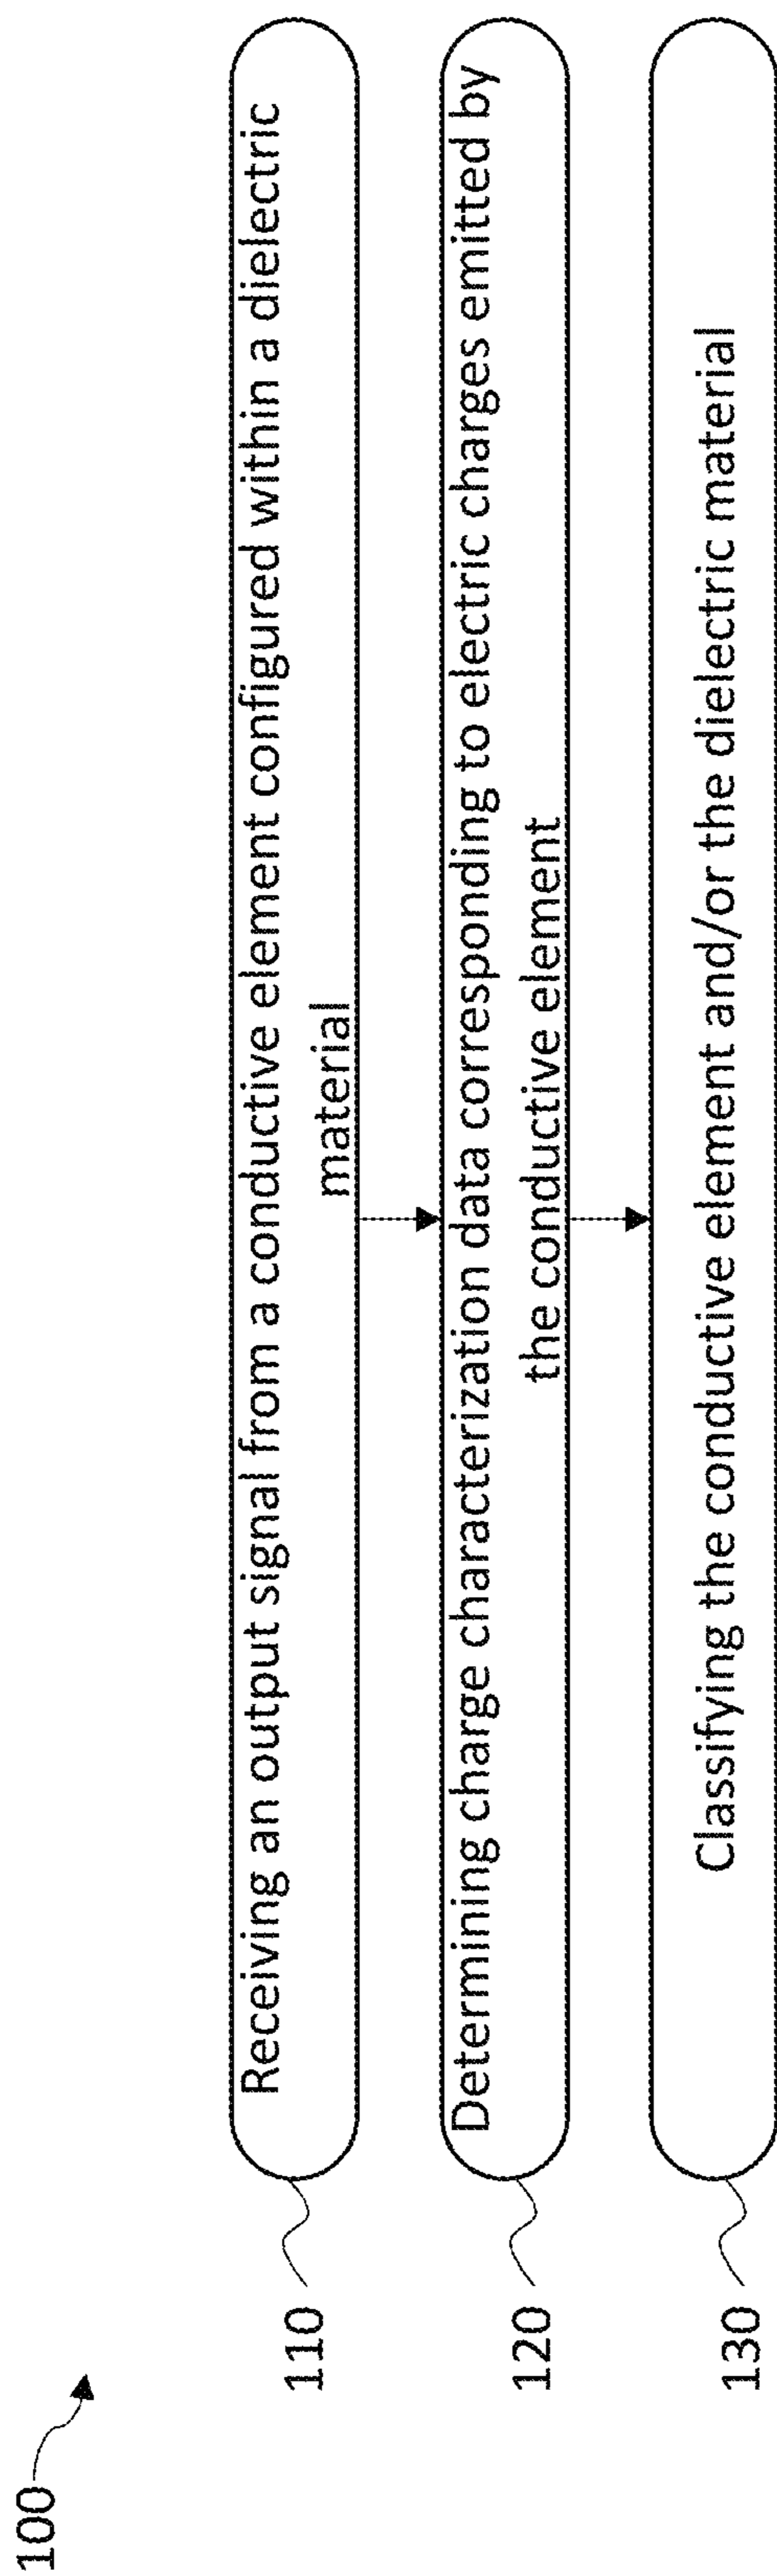 100
110
Receiving an output signal from a conductive element configured within a dielectric
material
120
Determining charge characterization data corresponding to electric charges emitted by
the conductive element
130
Classifying the conductive element and/or the dielectric material